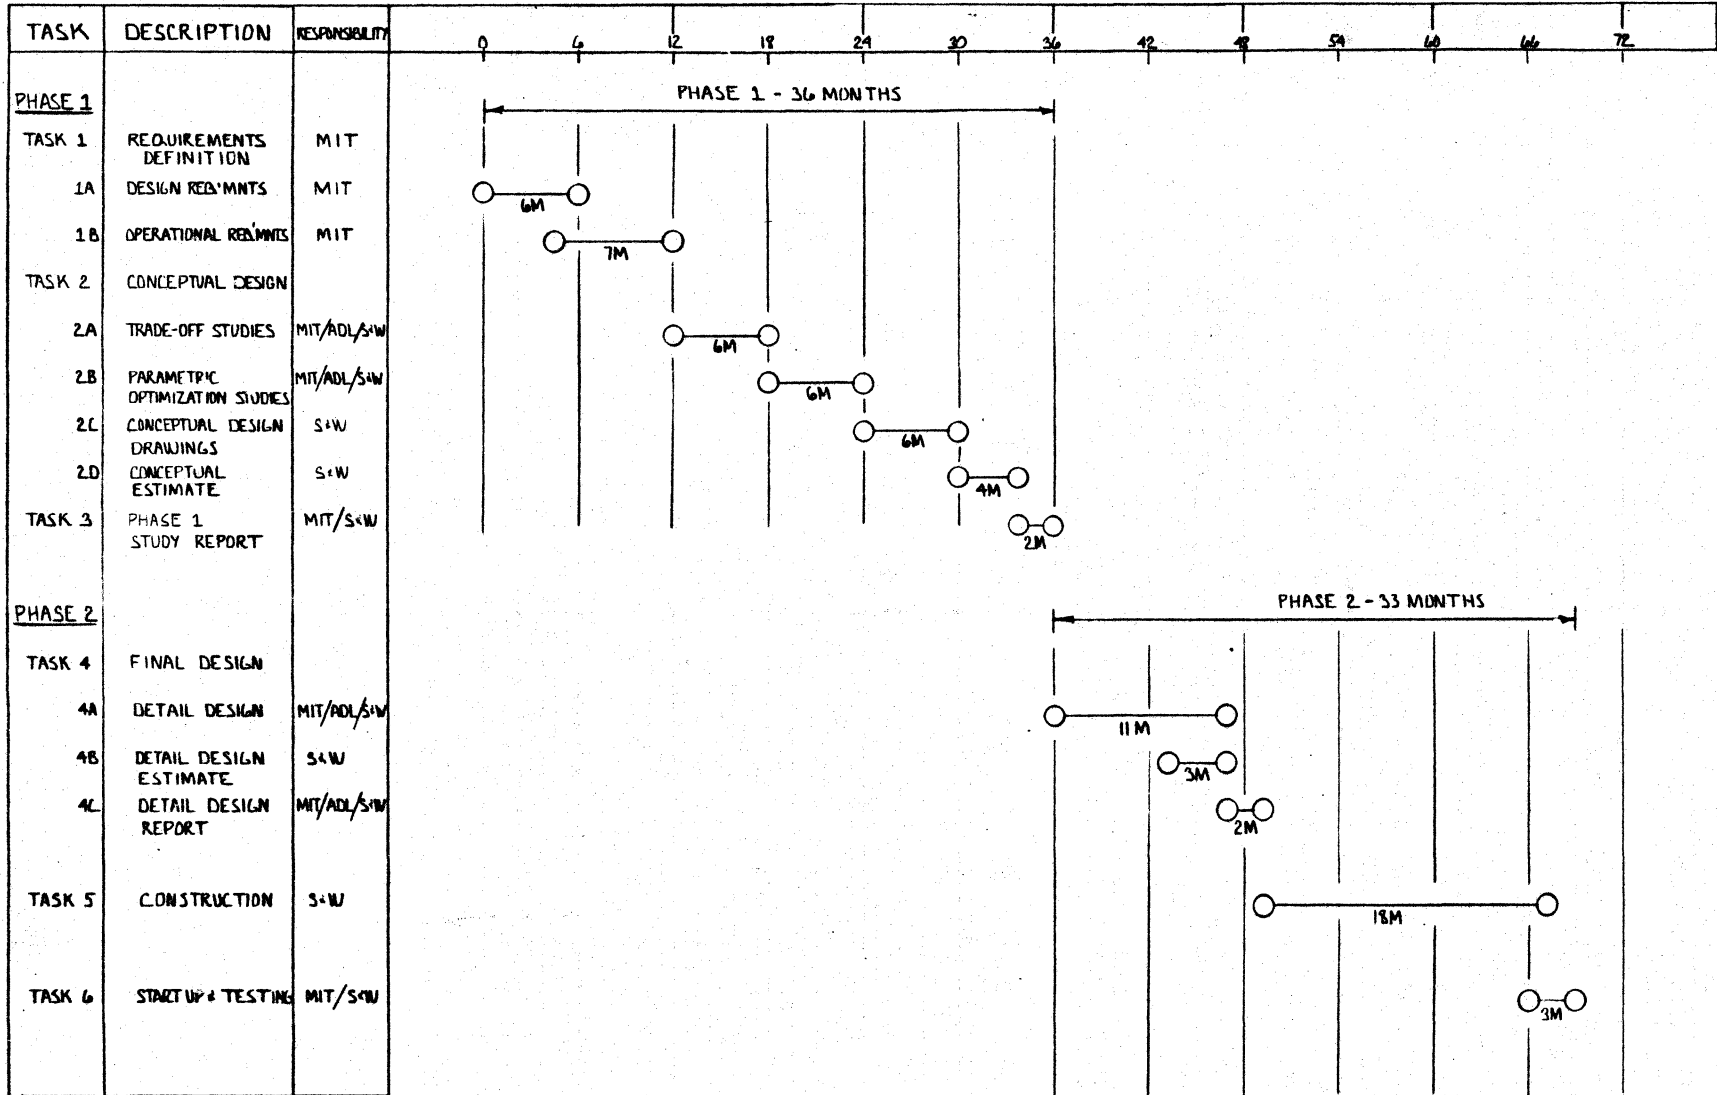 TASK DESCRIPTION RESPONSIBILITY 0 6 12 18 24 30 36 42 48 54 60 66 72
PHASE 1
PHASE 1 - 36 MONTHS
TASK 1 REQUIREMENTS MIT
DEFINITION
1A DESIGN REQ'MNTS MIT
6M
1B OPERATIONAL REQ'MNTS MIT
7M
TASK 2 CONCEPTUAL DESIGN
2A TRADE-OFF STUDIES MIT/ADL/S&W
6M
2B PARAMETRIC MIT/ADL/S&W
OPTIMIZATION STUDIES
6M
2C CONCEPTUAL DESIGN S&W
DRAWINGS
6M
2D CONCEPTUAL S&W
ESTIMATE
4M
TASK 3 PHASE 1 MIT/S&W
STUDY REPORT
2M
PHASE 2
PHASE 2 - 33 MONTHS
TASK 4 FINAL DESIGN
4A DETAIL DESIGN MIT/ADL/S&W
11M
4B DETAIL DESIGN S&W
ESTIMATE
3M
4C DETAIL DESIGN MIT/ADL/S&W
REPORT
2M
TASK 5 CONSTRUCTION S&W
18M
TASK 6 START UP & TESTING MIT/S&W
3M